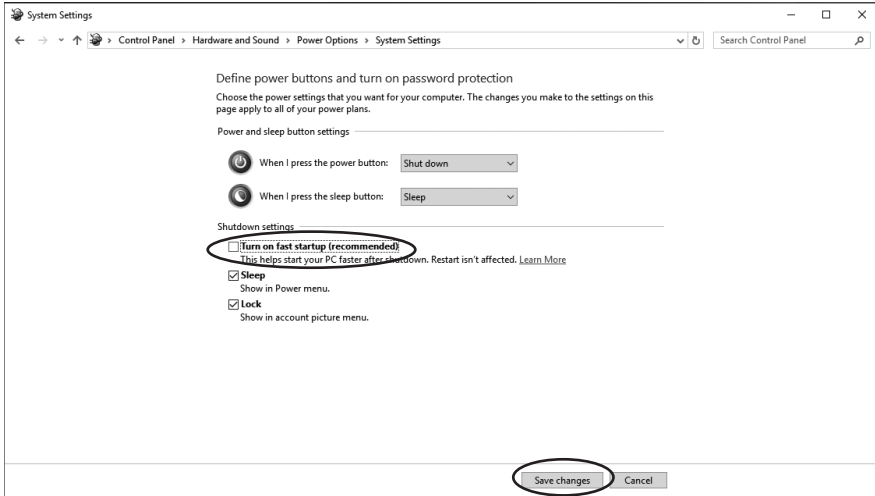 System Settings
Control Panel > Hardware and Sound > Power Options > System Settings
Search Control Panel
Define power buttons and turn on password protection
Choose the power settings that you want for your computer. The changes you make to the settings on this
page apply to all of your power plans.
Power and sleep button settings
When I press the power button: Shut down
When I press the sleep button: Sleep
Shutdown settings
Turn on fast startup (recommended)
This helps start your PC faster after shutdown. Restart isn't affected. Learn More
Sleep
Show in Power menu.
Lock
Show in account picture menu.
Save changes Cancel